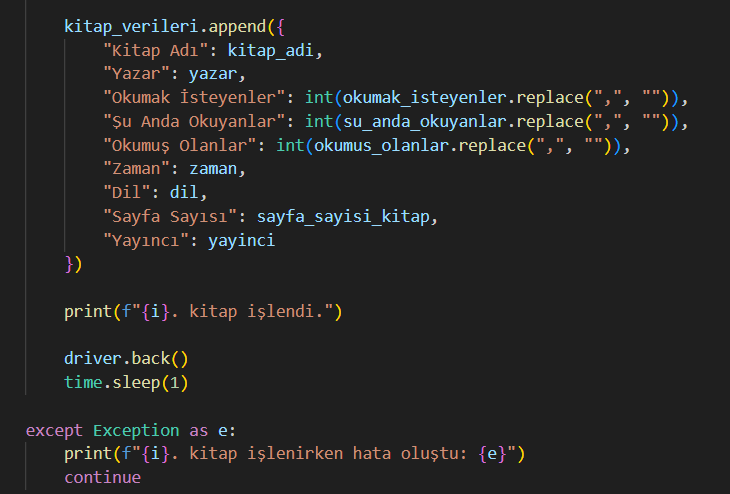 kitap_verileri.append({
"Kitap Adı": kitap_adi,
"Yazar": yazar,
"Okumak İsteyenler": int(okumak_isteyenler.replace(",", "")),
"Şu Anda Okuyanlar": int(su_anda_okuyanlar.replace(",", "")),
"Okumuş Olanlar": int(okumus_olanlar.replace(",", "")),
"Zaman": zaman,
"Dil": dil,
"Sayfa Sayısı": sayfa_sayisi_kitap,
"Yayıncı": yayinci
})
print(f"{i}. kitap işlendi.")
driver.back()
time.sleep(1)
except Exception as e:
print(f"{i}. kitap işlenirken hata oluştu: {e}")
continue